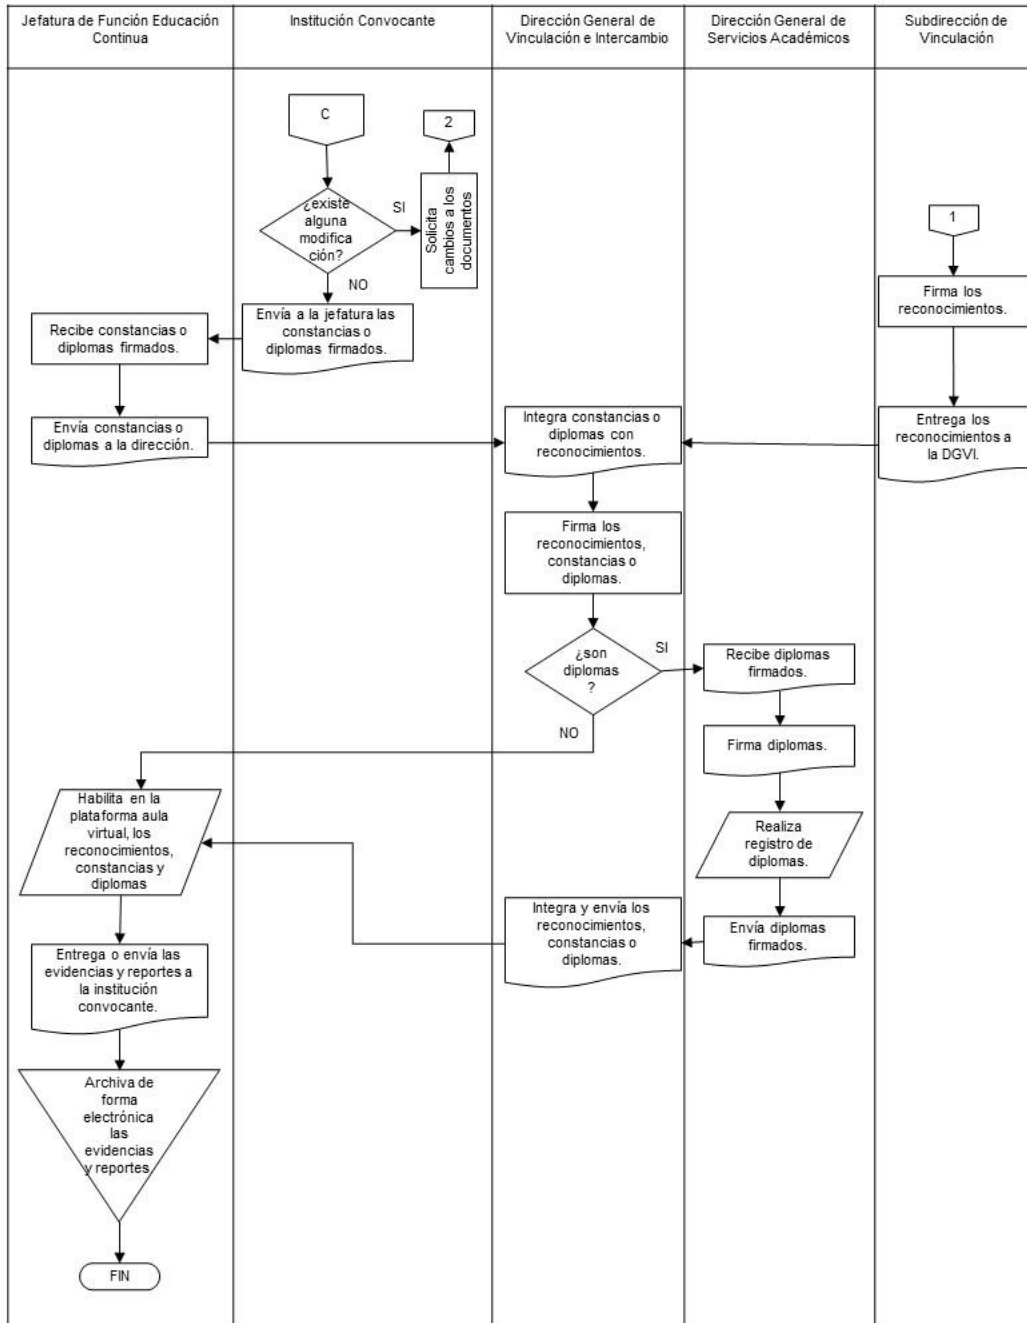 Jefatura de Función Educación
Continua
Institución Convocante
Dirección General de
Vinculación e Intercambio
Dirección General de
Servicios Académicos
Subdirección de
Vinculación
C
2
¿existe
alguna
modifica
ción?
SI
Solicita
cambios a los
documentos
NO
1
Firma los
reconocimientos.
Envía a la jefatura las
constancias o
diplomas firmados.
Recibe constancias o
diplomas firmados.
Envía constancias o
diplomas a la dirección.
Integra constancias o
diplomas con
reconocimientos.
Entrega los
reconocimientos a
la DGVI.
Firma los
reconocimientos,
constancias o
diplomas.
¿son
diplomas
?
SI
NO
Recibe diplomas
firmados.
Firma diplomas.
Realiza
registro de
diplomas.
Envía diplomas
firmados.
Integra y envía los
reconocimientos,
constancias o
diplomas.
Habilita en la
plataforma aula
virtual, los
reconocimientos,
constancias y
diplomas
Entrega o envía las
evidencias y reportes a
la institución
convocante.
Archiva de
forma
electrónica
las
evidencias
y reportes
FIN